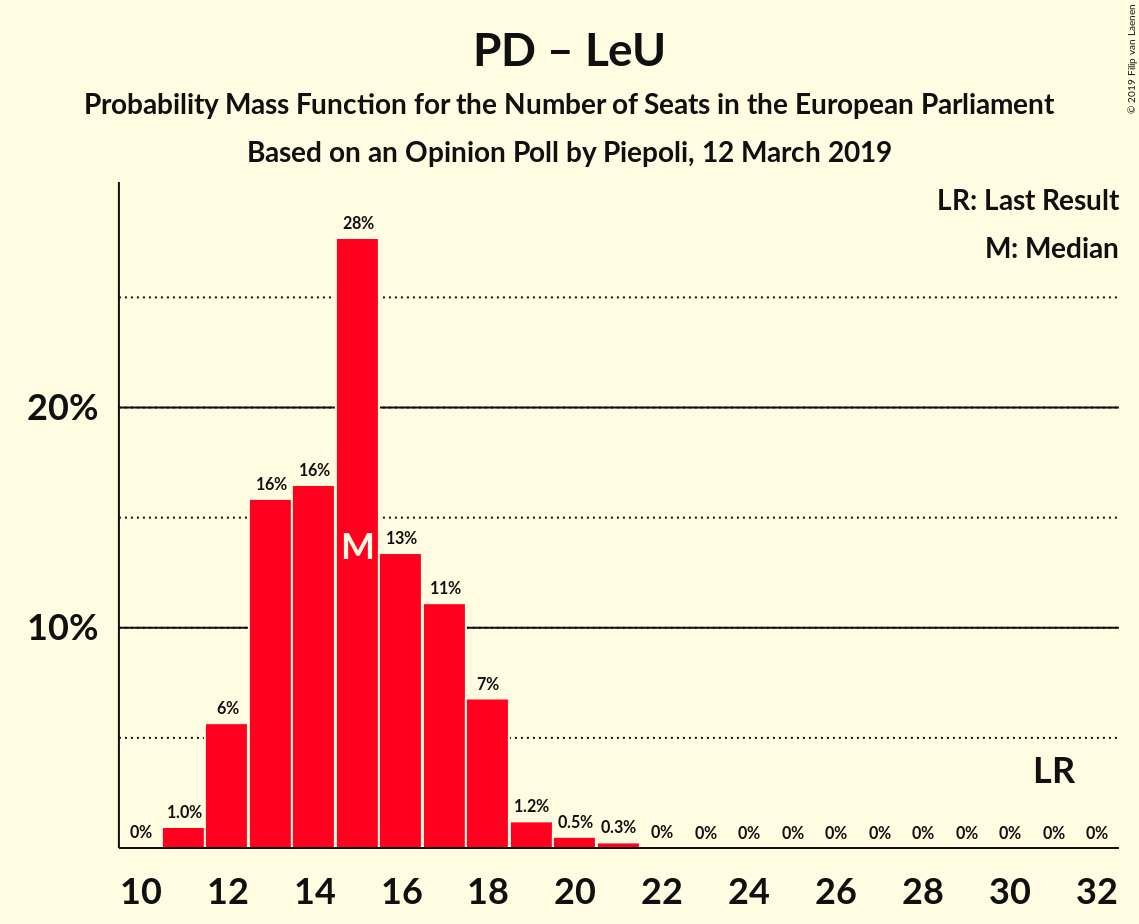 PD – LeU
Probability Mass Function for the Number of Seats in the European Parliament
Based on an Opinion Poll by Piepoli, 12 March 2019
© 2019 Filip van Laenen
LR: Last Result
M: Median
28%
20%
16%
16%
M
13%
11%
10%
7%
6%
LR
1.2%
1.0%
0.5%
0.3%
0% 0% 0% 0% 0% 0% 0% 0% 0% 0% 0% 0%
10 12 14 16 18 20 22 24 26 28 30 32